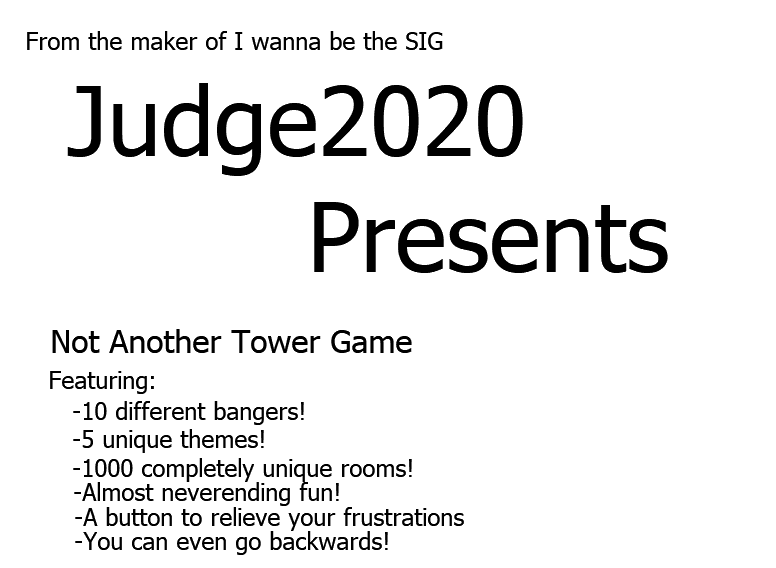 From the maker of I wanna be the SIG
Judge2020
Presents
Not Another Tower Game
Featuring:
-10 different bangers!
-5 unique themes!
-1000 completely unique rooms!
-Almost neverending fun!
-A button to relieve your frustrations
-You can even go backwards!